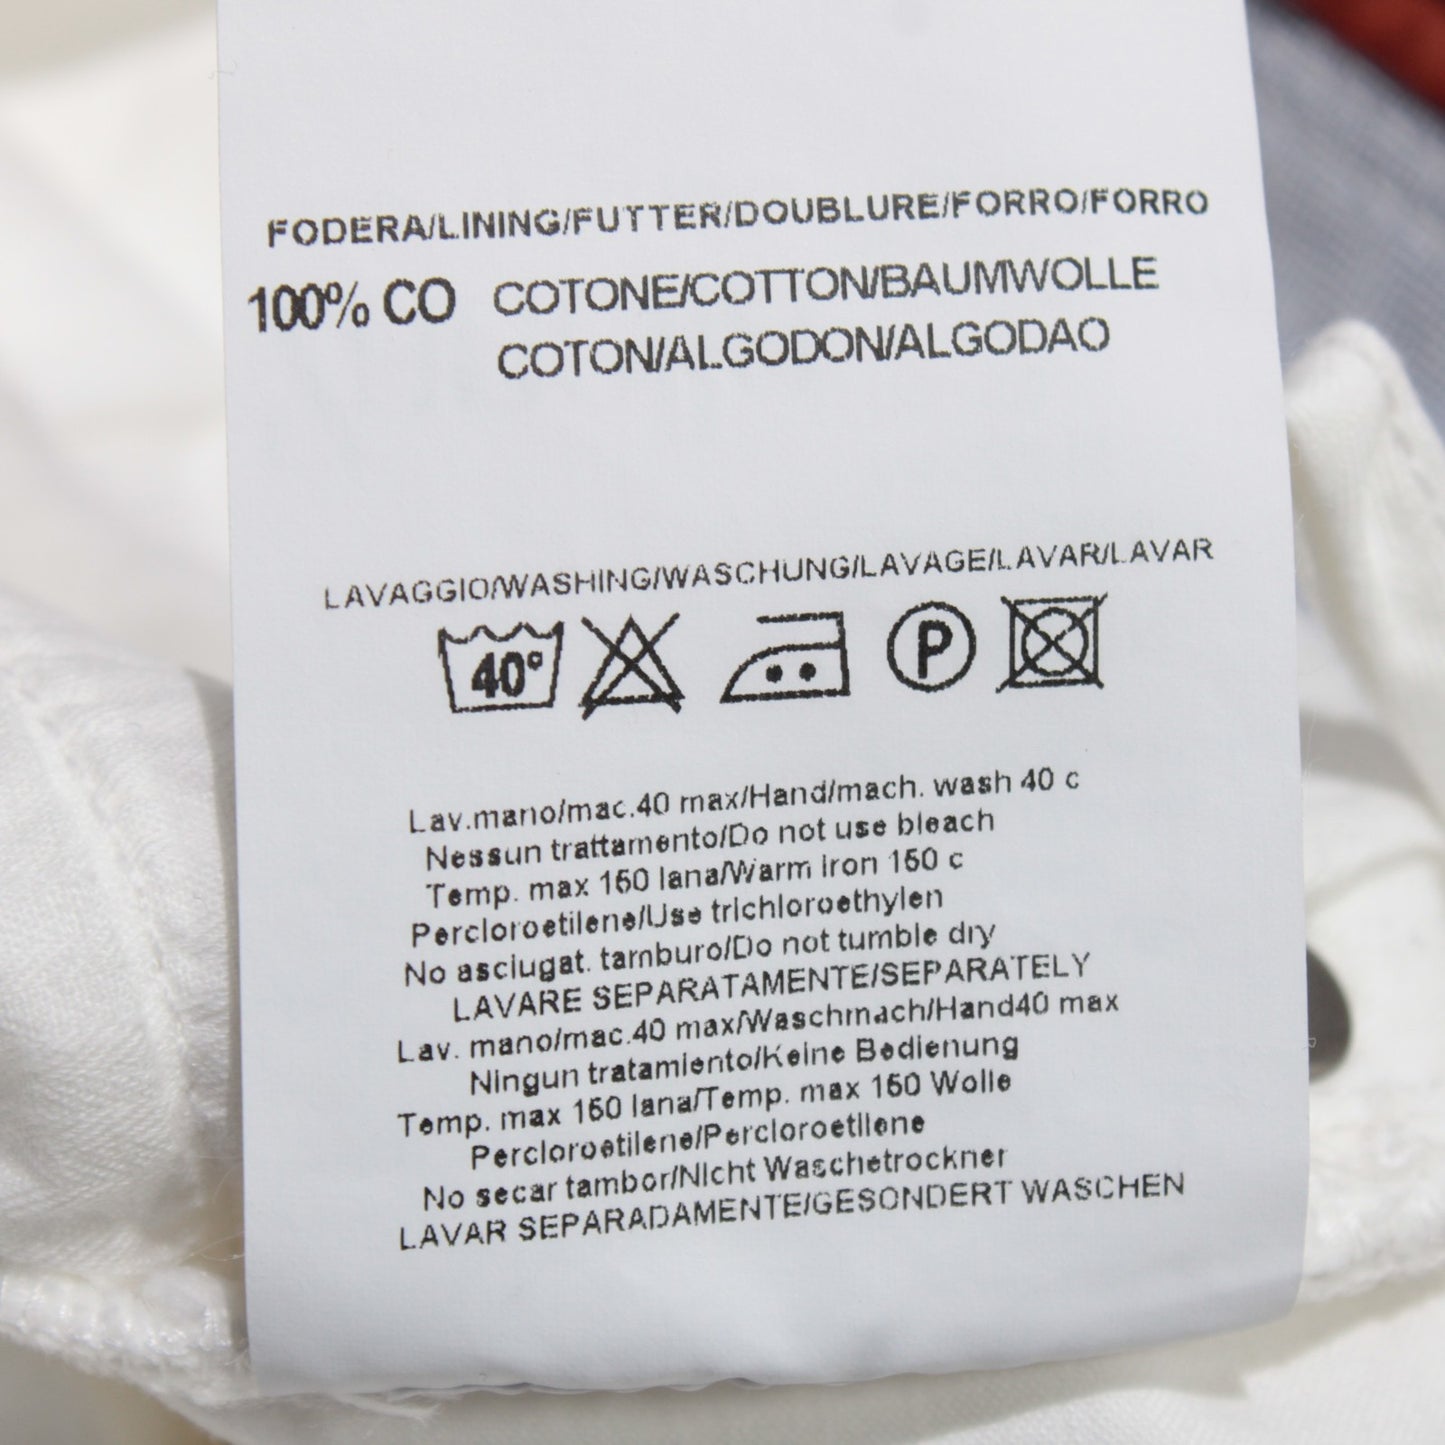 FODERA/LINING/FUTTER/DOUBLURE/FORRO/FORRO
100% CO COTONE/COTTON/BAUMWOLLE
COTON/ALGODON/ALGODAO
LAVAGGIO/WASHING/WASCHUNG/LAVAGE/LAVAR/LAVAR
40° P
Lav.mano/mac.40 max/Hand/mach. wash 40 c
Nessun trattamento/Do not use bleach
Temp. max 150 lana/Warm iron 150 c
Percloroetilene/Use trichloroethylen
No asciugat. tamburo/Do not tumble dry
LAVARE SEPARATAMENTE/SEPARATELY
Lav. mano/mac.40 max/Waschmach/Hand40 max
Ningun tratamiento/Keine Bedienung
Temp. max 150 lana/Temp. max 150 Wolle
Percloroetilene/Percloroetilene
No secar tambor/Nicht Waschetrockner
LAVAR SEPARADAMENTE/GESONDERT WASCHEN